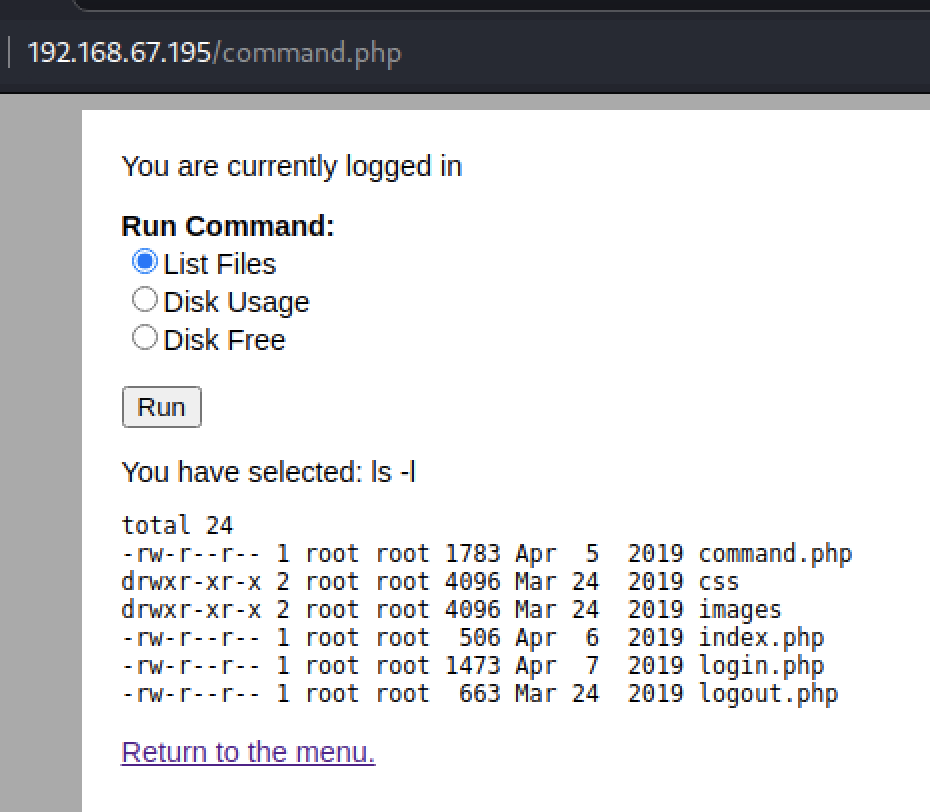 192.168.67.195/command.php
You are currently logged in
Run Command:
List Files
Disk Usage
Disk Free
Run
You have selected: ls -l
total 24
-rw-r--r-- 1 root root 1783 Apr  5  2019 command.php
drwxr-xr-x 2 root root 4096 Mar 24  2019 css
drwxr-xr-x 2 root root 4096 Mar 24  2019 images
-rw-r--r-- 1 root root  506 Apr  6  2019 index.php
-rw-r--r-- 1 root root 1473 Apr  7  2019 login.php
-rw-r--r-- 1 root root  663 Mar 24  2019 logout.php
Return to the menu.